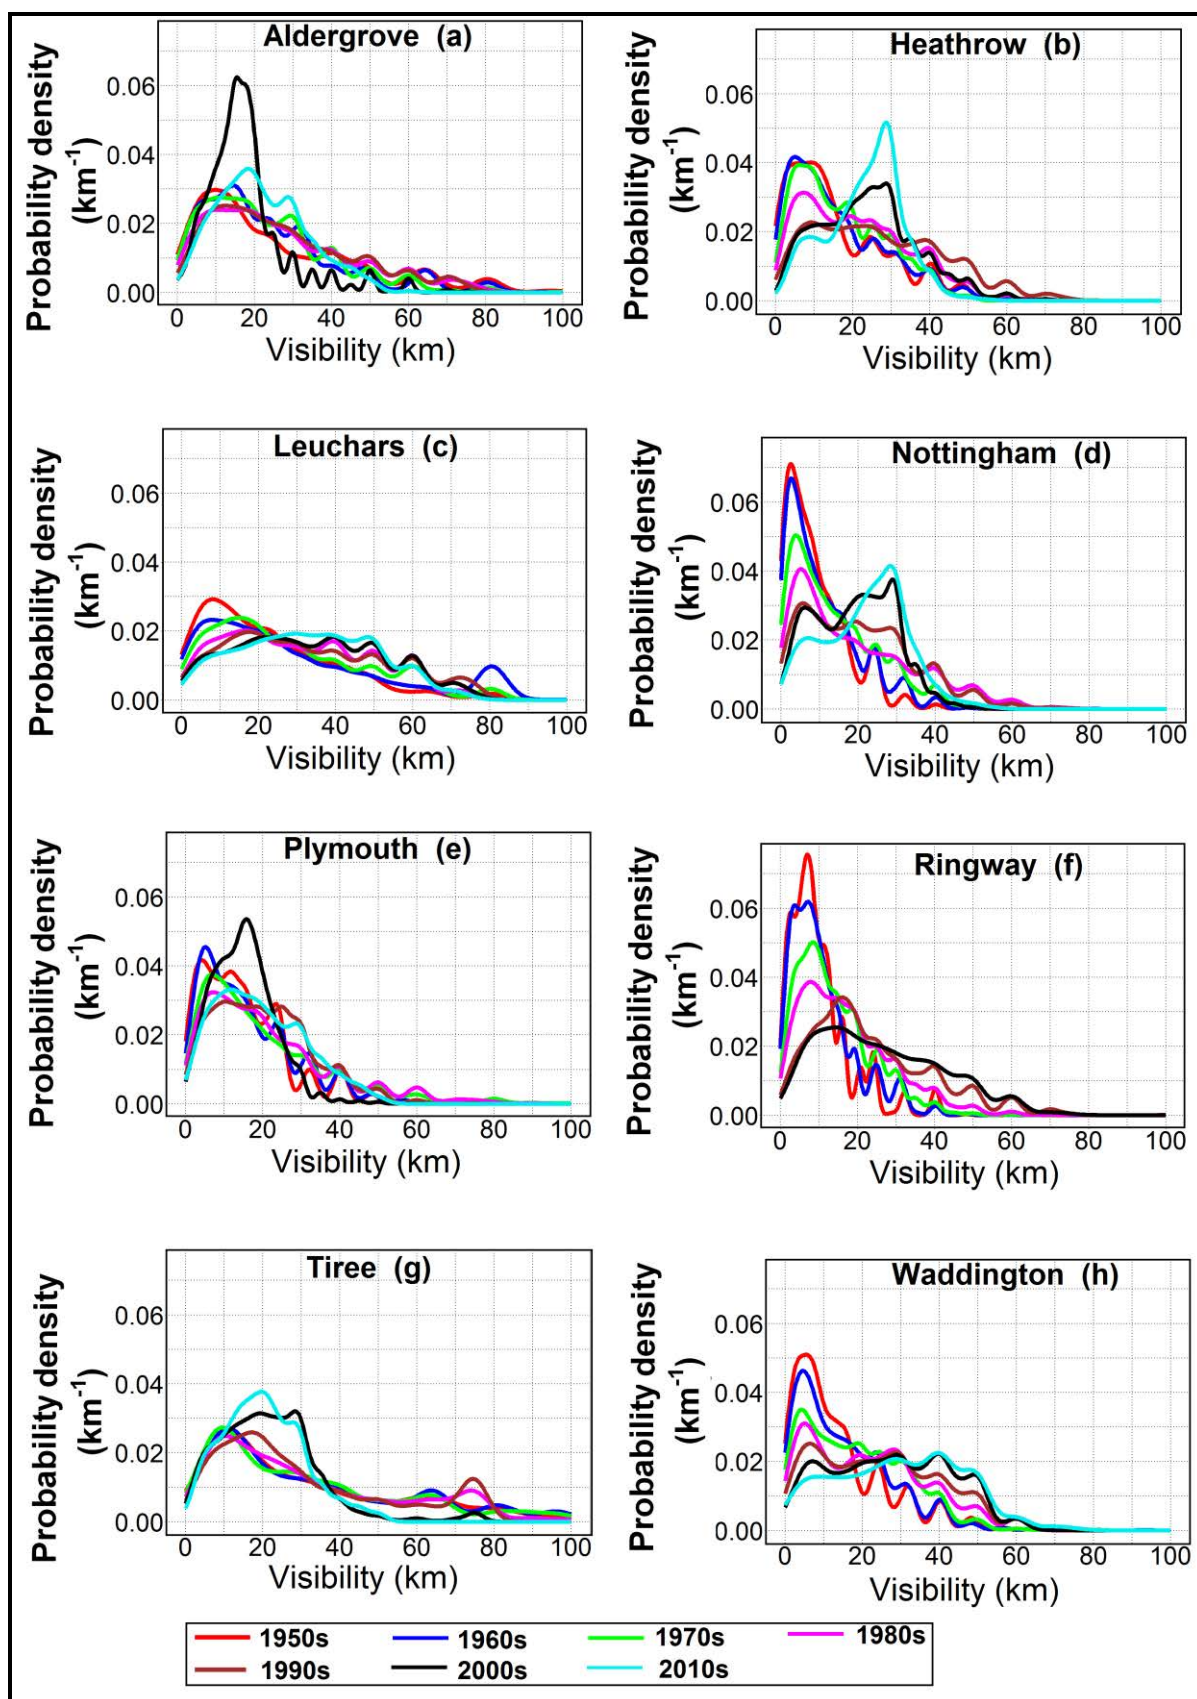 Aldergrove (a)
Probability density
(km-1)
0.06
0.04
0.02
0.00
0 20 40 60 80 100
Visibility (km)
Heathrow (b)
Probability density
(km-1)
0.06
0.04
0.02
0.00
0 20 40 60 80 100
Visibility (km)
Leuchars (c)
Probability density
(km-1)
0.06
0.04
0.02
0.00
0 20 40 60 80 100
Visibility (km)
Nottingham (d)
Probability density
(km-1)
0.06
0.04
0.02
0.00
0 20 40 60 80 100
Visibility (km)
Plymouth (e)
Probability density
(km-1)
0.06
0.04
0.02
0.00
0 20 40 60 80 100
Visibility (km)
Ringway (f)
Probability density
(km-1)
0.06
0.04
0.02
0.00
0 20 40 60 80 100
Visibility (km)
Tiree (g)
Probability density
(km-1)
0.06
0.04
0.02
0.00
0 20 40 60 80 100
Visibility (km)
Waddington (h)
Probability density
(km-1)
0.06
0.04
0.02
0.00
0 20 40 60 80 100
Visibility (km)
1950s 1960s 1970s 1980s
1990s 2000s 2010s